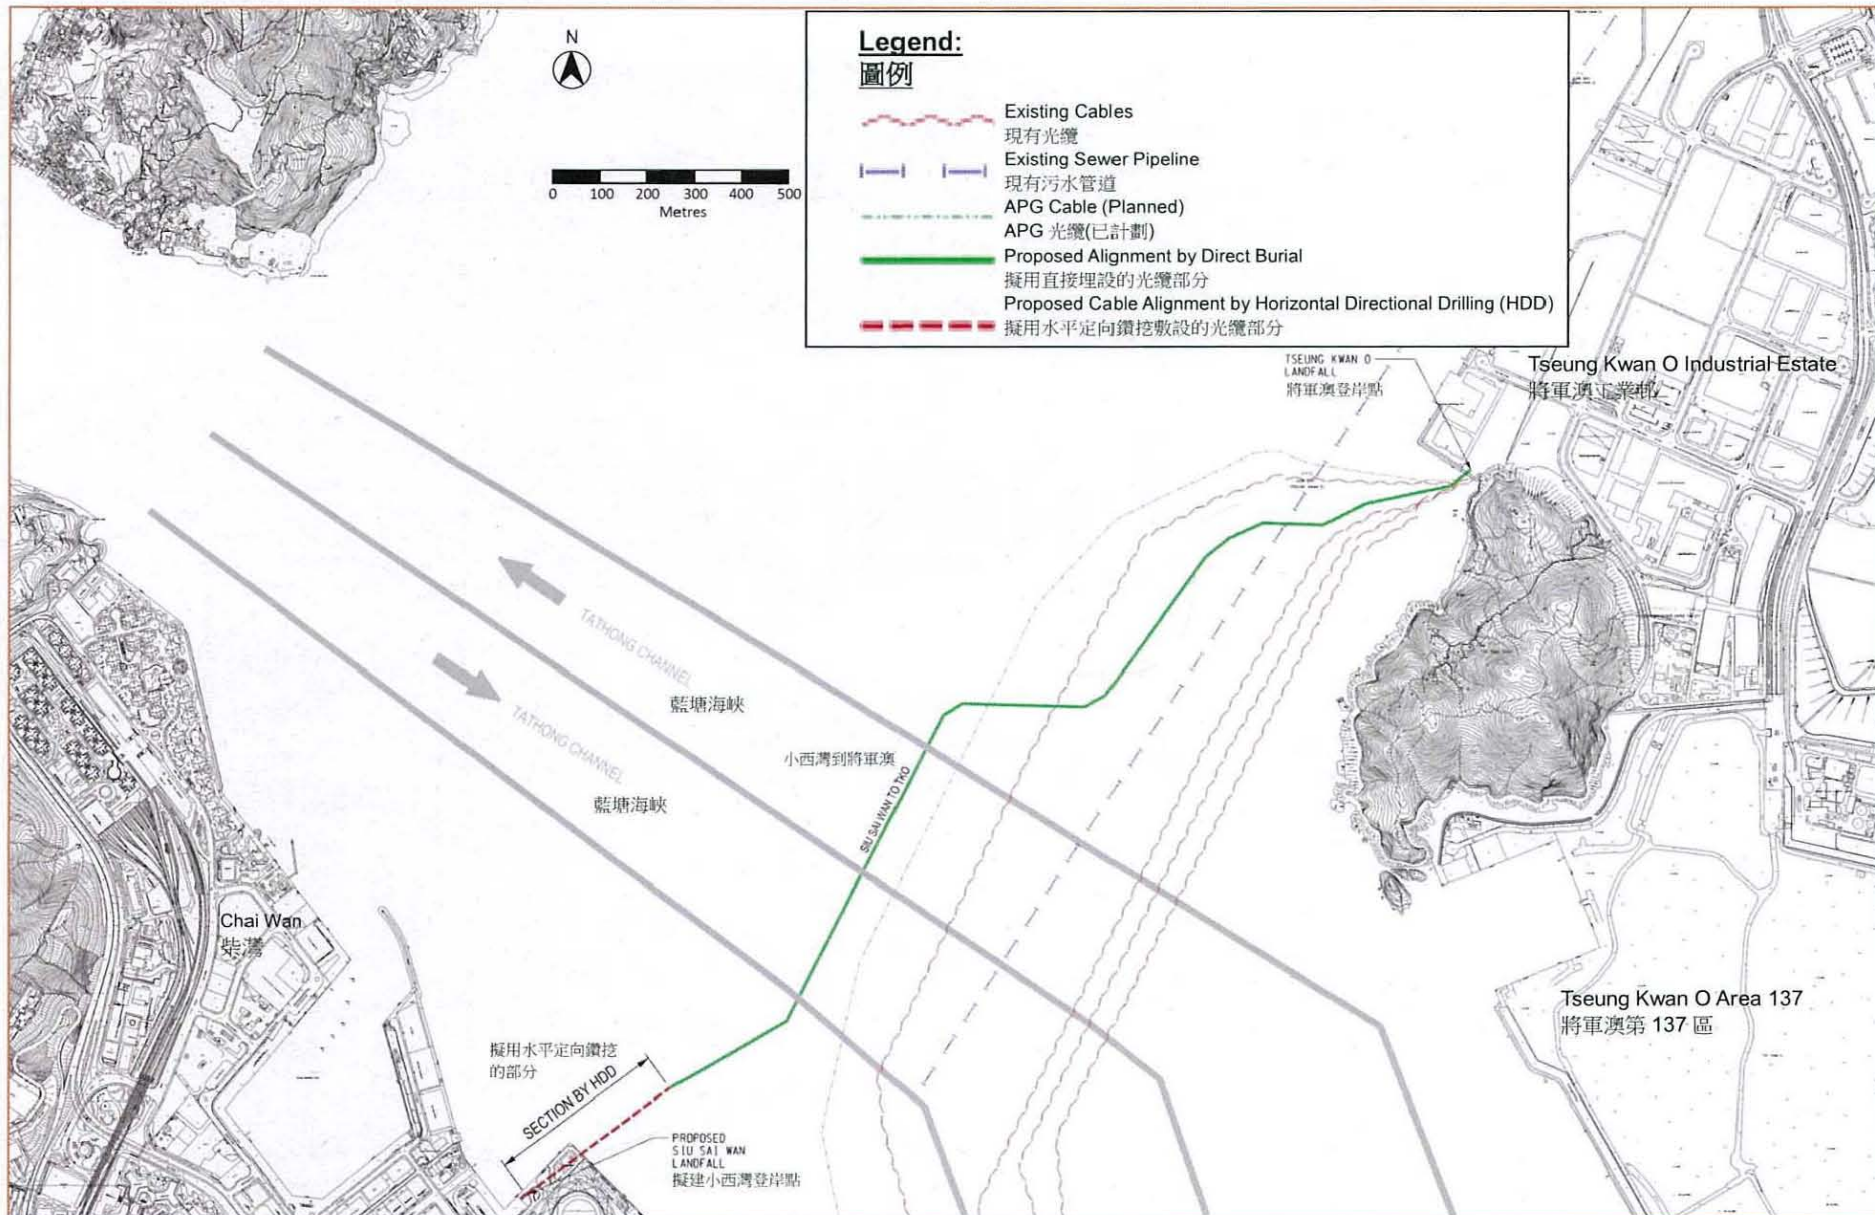 N
0 100 200 300 400 500
Metres
Legend:
圖例
Existing Cables
現有光纜
Existing Sewer Pipeline
現有污水管道
APG Cable (Planned)
APG 光纜(已計劃)
Proposed Alignment by Direct Burial
擬用直接埋設的光纜部分
Proposed Cable Alignment by Horizontal Directional Drilling (HDD)
擬用水平定向鑽挖敷設的光纜部分
TSEUNG KWAN O
LANDFALL
將軍澳登岸點
Tseung Kwan O Industrial Estate
將軍澳工業邨
TATHONG CHANNEL
藍塘海峽
TATHONG CHANNEL
藍塘海峽
小西灣到將軍澳
SIU SAI WAN TO TKO
Chai Wan
柴灣
Tseung Kwan O Area 137
將軍澳第 137 區
擬用水平定向鑽挖
的部分
SECTION BY HDD
PROPOSED
SIU SAI WAN
LANDFALL
擬建小西灣登岸點